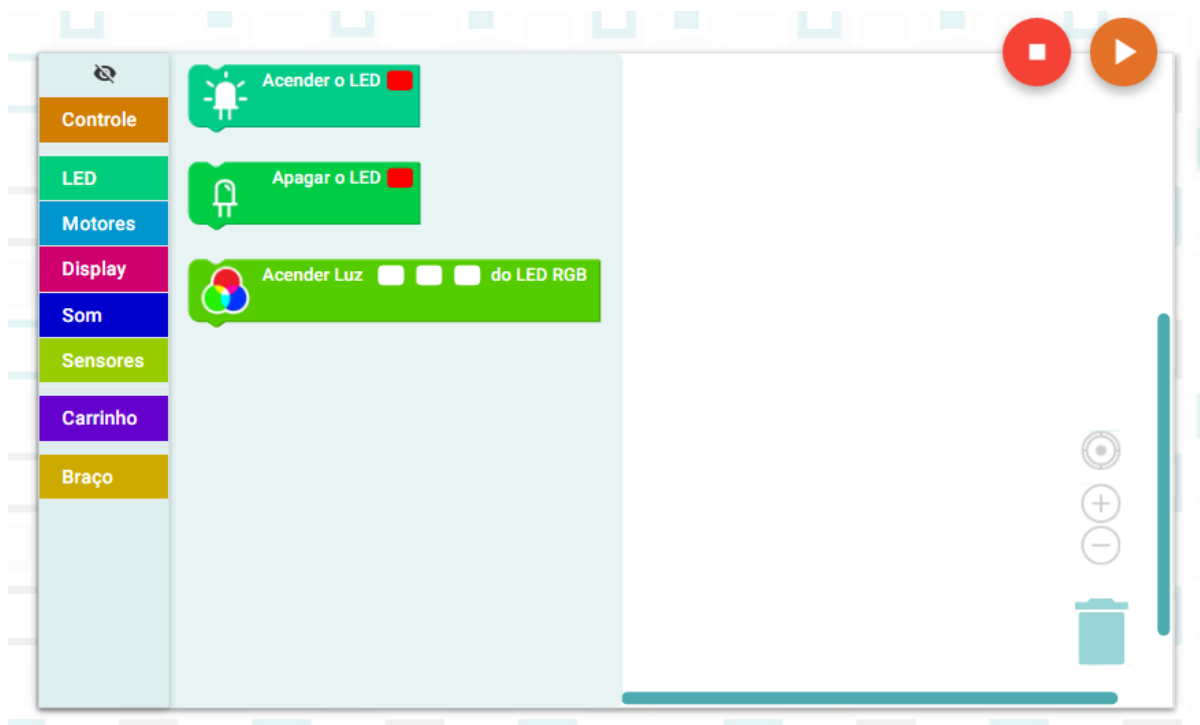 Controle
LED
Motores
Display
Som
Sensores
Carrinho
Braço
Acender o LED
Apagar o LED
Acender Luz do LED RGB